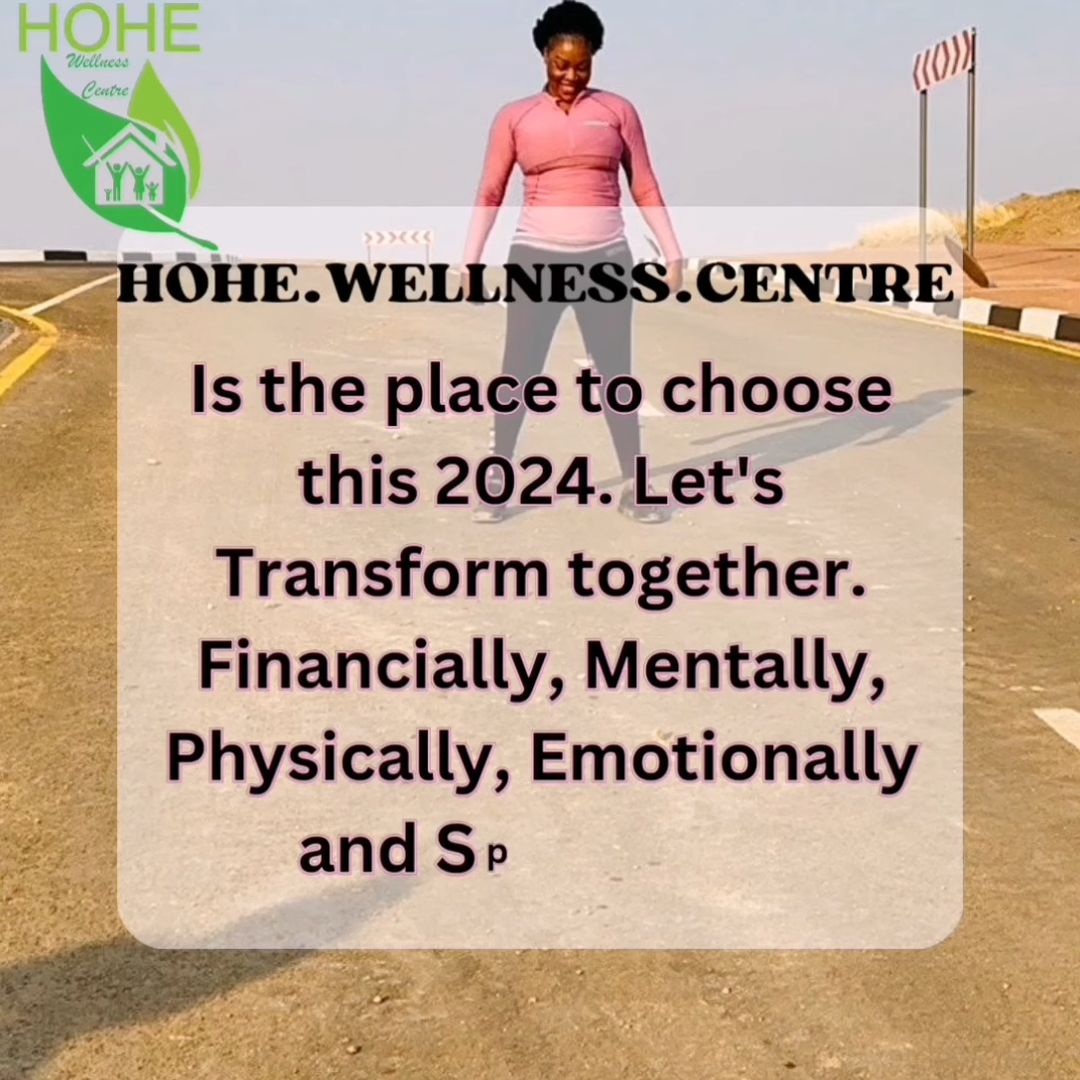 HOHE
Wellness
Centre
HOHE.WELLNESS.CENTRE
Is the place to choose
this 2024. Let's
Transform together.
Financially, Mentally,
Physically, Emotionally
and Sp